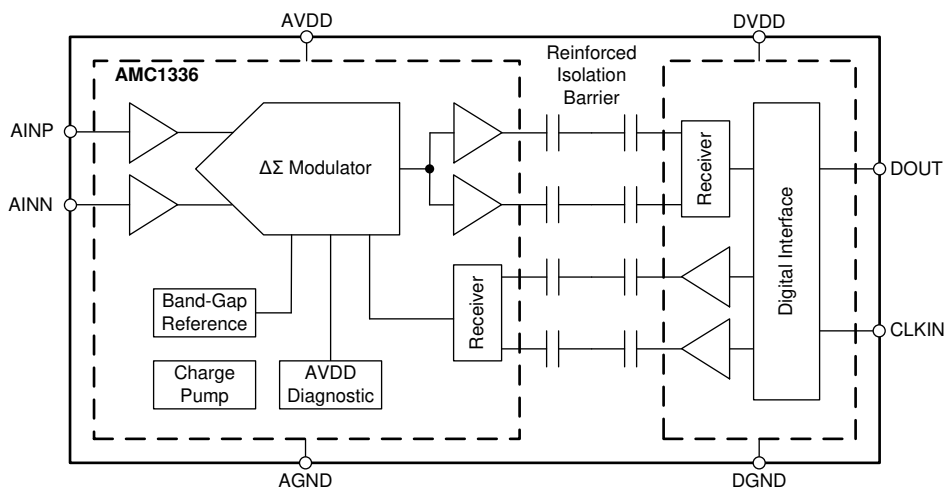 AVDD
DVDD
AMC1336
Reinforced
Isolation
Barrier
AINP
AINN
ΔΣ Modulator
Receiver
Digital Interface
DOUT
CLKIN
Band-Gap
Reference
Receiver
Charge
Pump
AVDD
Diagnostic
AGND
DGND